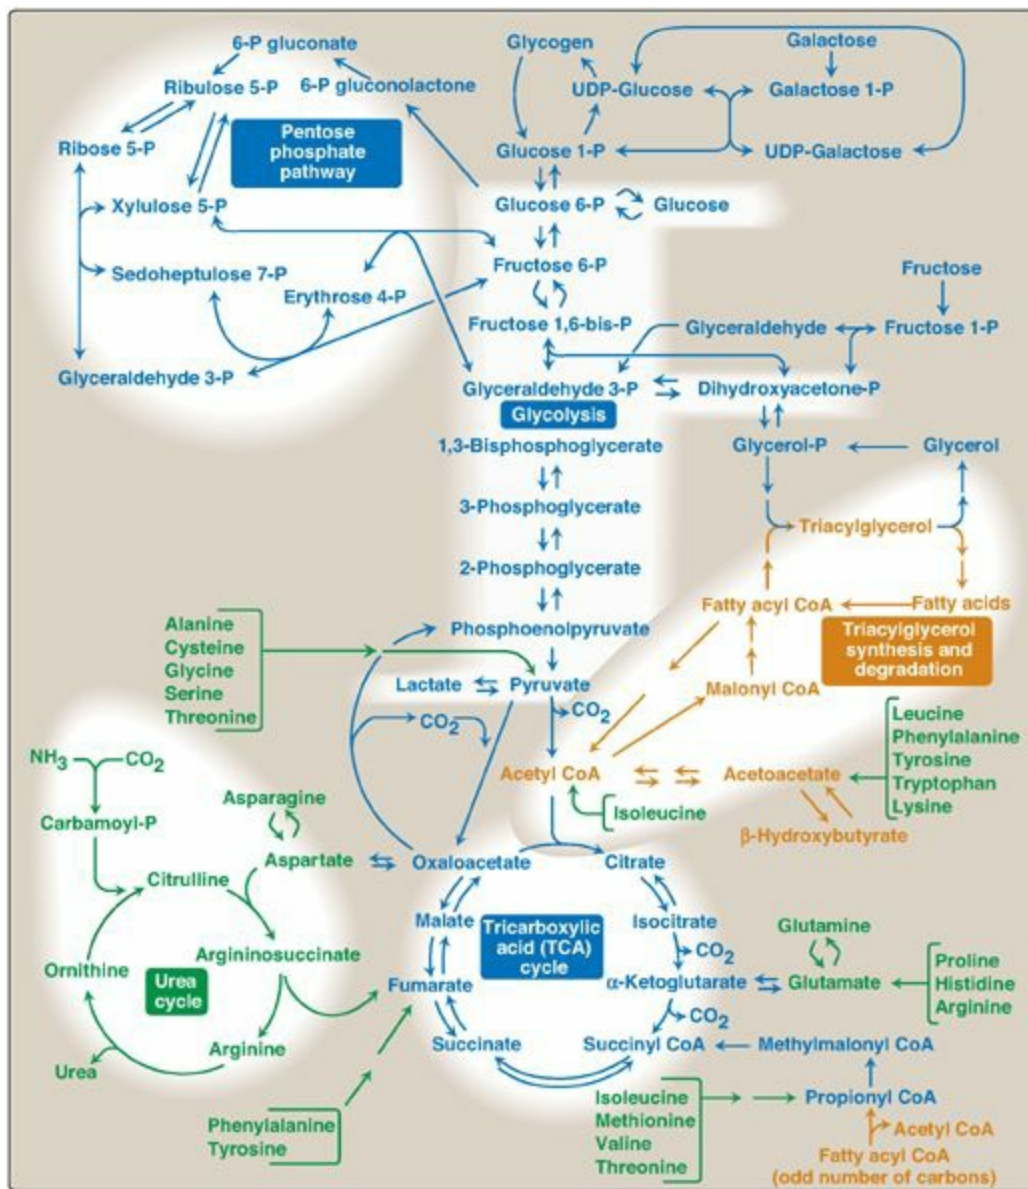 6-P gluconate
Ribulose 5-P
6-P gluconolactone
Ribose 5-P
Pentose
phosphate
pathway
Xylulose 5-P
Sedoheptulose 7-P
Erythrose 4-P
Glyceraldehyde 3-P
Glycogen
Galactose
UDP-Glucose
Galactose 1-P
Glucose 1-P
UDP-Galactose
Glucose 6-P
Glucose
Fructose 6-P
Fructose
Fructose 1,6-bis-P
Glyceraldehyde
Fructose 1-P
Glyceraldehyde 3-P
Dihydroxyacetone-P
Glycolysis
1,3-Bisphosphoglycerate
Glycerol-P
Glycerol
3-Phosphoglycerate
Triacylglycerol
2-Phosphoglycerate
Fatty acyl CoA
Fatty acids
Triacylglycerol
synthesis and
degradation
Phosphoenolpyruvate
Alanine
Cysteine
Glycine
Serine
Threonine
Lactate
Pyruvate
CO2
CO2
Malonyl CoA
Leucine
Phenylalanine
Tyrosine
Tryptophan
Lysine
Acetyl CoA
Acetoacetate
Isoleucine
β-Hydroxybutyrate
NH3
CO2
Carbamoyl-P
Asparagine
Aspartate
Citrulline
Argininosuccinate
Ornithine
Urea
cycle
Arginine
Urea
Oxaloacetate
Citrate
Malate
Tricarboxylic
acid (TCA)
cycle
Isocitrate
CO2
Fumarate
α-Ketoglutarate
CO2
Succinate
Succinyl CoA
Glutamine
Glutamate
Proline
Histidine
Arginine
Methylmalonyl CoA
Propionyl CoA
Isoleucine
Methionine
Valine
Threonine
Phenylalanine
Tyrosine
Acetyl CoA
Fatty acyl CoA
(odd number of carbons)